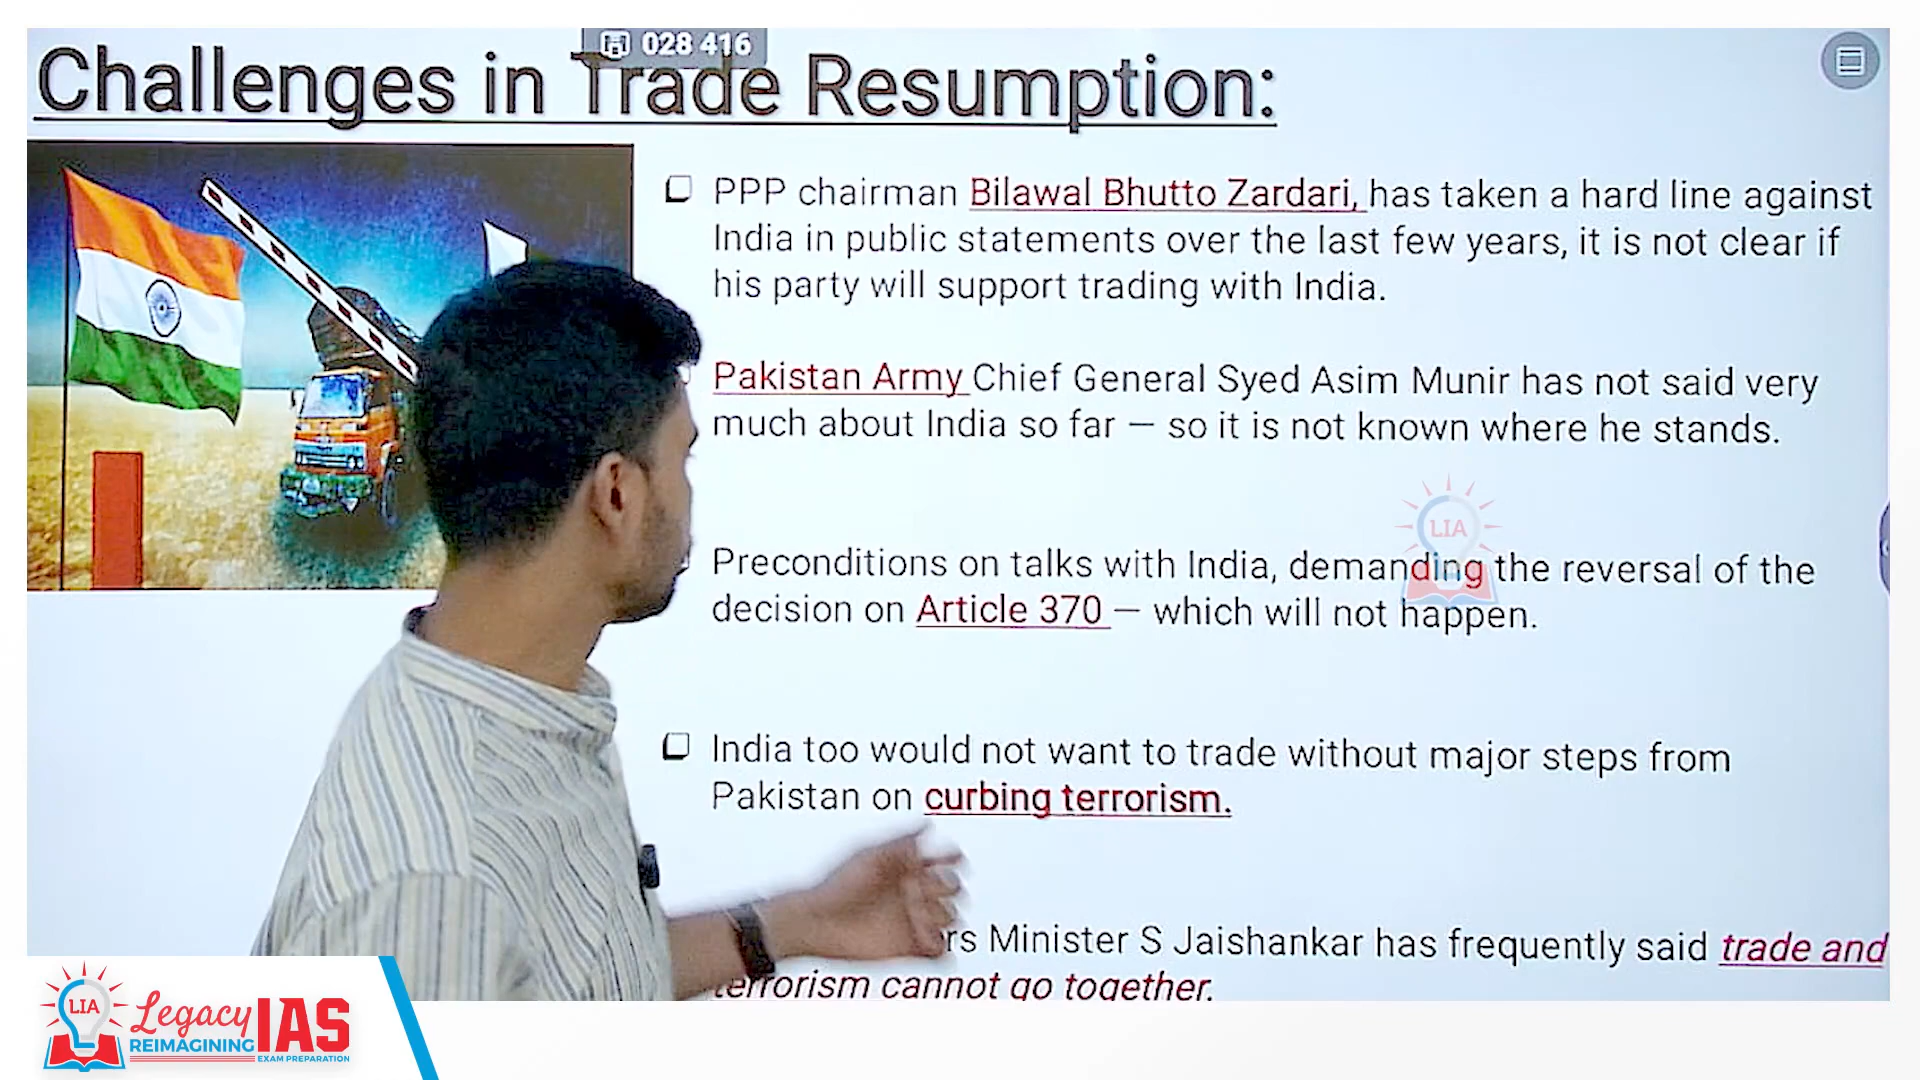 028 416
Challenges in Trade Resumption:
PPP chairman Bilawal Bhutto Zardari, has taken a hard line against
India in public statements over the last few years, it is not clear if
his party will support trading with India.
Pakistan Army Chief General Syed Asim Munir has not said very
much about India so far — so it is not known where he stands.
LIA
Preconditions on talks with India, demanding the reversal of the
decision on Article 370 — which will not happen.
India too would not want to trade without major steps from
Pakistan on curbing terrorism.
Minister S Jaishankar has frequently said trade and
terrorism cannot go together.
LIA
Legacy IAS
REIMAGINING
EXAM PREPARATION